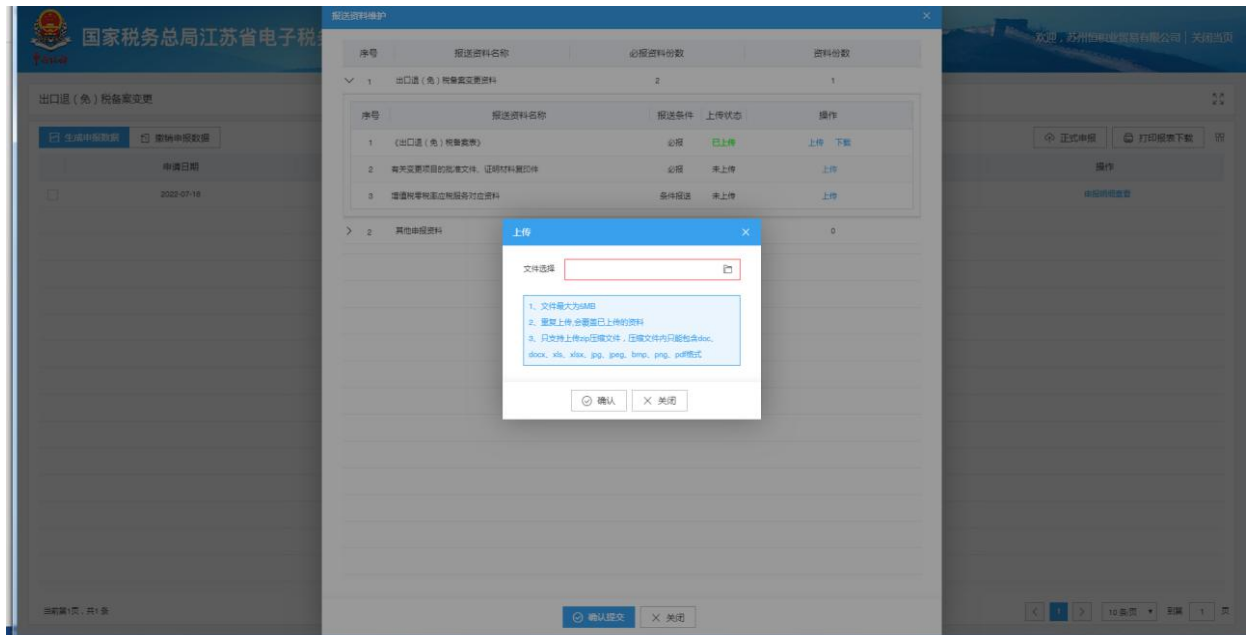 国家税务总局江苏省电子税
报送资料维护
关闭当页
出口退（免）税备案变更
生成申报数据 撤销申报数据
正式申报 打印报表下载
申请日期 操作
2022-07-18 申报明细查看
序号 报送资料名称 必报资料份数 资料份数
1 出口退（免）税备案变更资料 2 1
序号 报送资料名称 报送条件 上传状态 操作
1 《出口退（免）税备案表》 必报 已上传 上传 下载
2 有关变更项目的批准文件、证明材料复印件 必报 未上传 上传
3 增值税零税率应税服务对应资料 条件报送 未上传 上传
2 其他申报资料 0
上传
文件选择
1、文件最大为5MB
2、重复上传,会覆盖已上传的资料
3、只支持上传zip压缩文件，压缩文件内只能包含doc、
docx、xls、xlsx、jpg、jpeg、bmp、png、pdf格式
确认 关闭
当前第1页，共1条
确认提交 关闭
1 10条/页 到第 1 页